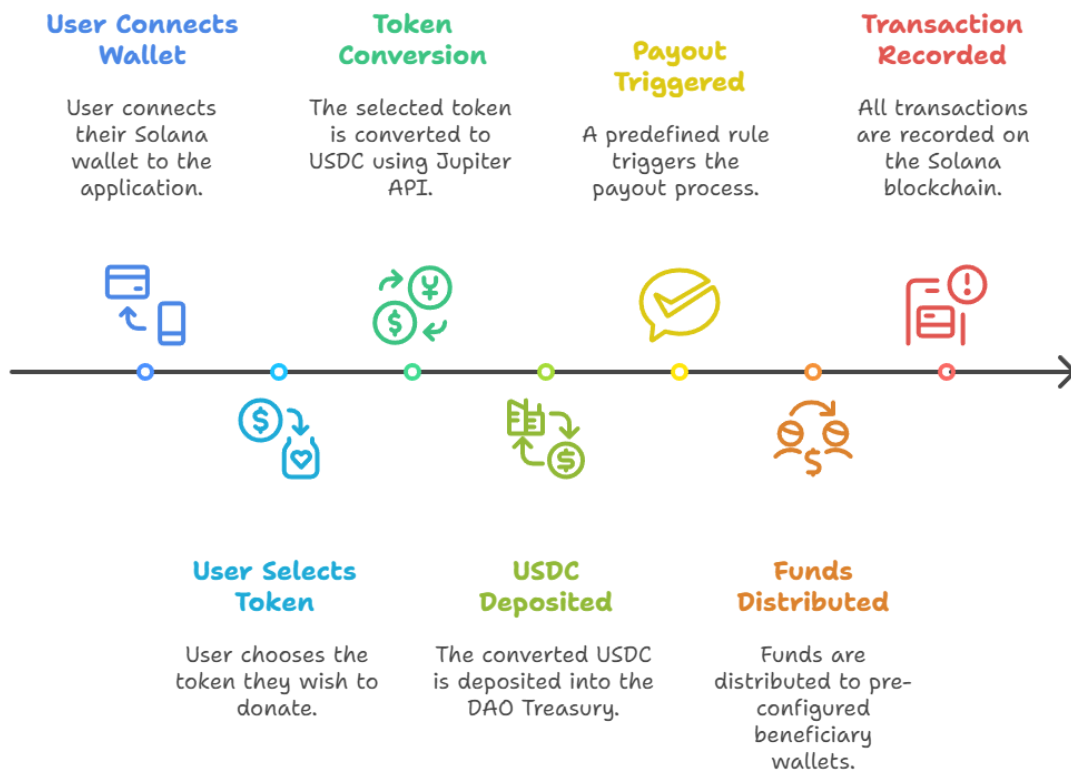 User Connects
Wallet
User connects
their Solana
wallet to the
application.
User Selects
Token
User chooses the
token they wish to
donate.
Token
Conversion
The selected token
is converted to
USDC using Jupiter
API.
USDC
Deposited
The converted USDC
is deposited into the
DAO Treasury.
Payout
Triggered
A predefined rule
triggers the
payout process.
Funds
Distributed
Funds are
distributed to pre-
configured
beneficiary
wallets.
Transaction
Recorded
All transactions
are recorded on
the Solana
blockchain.